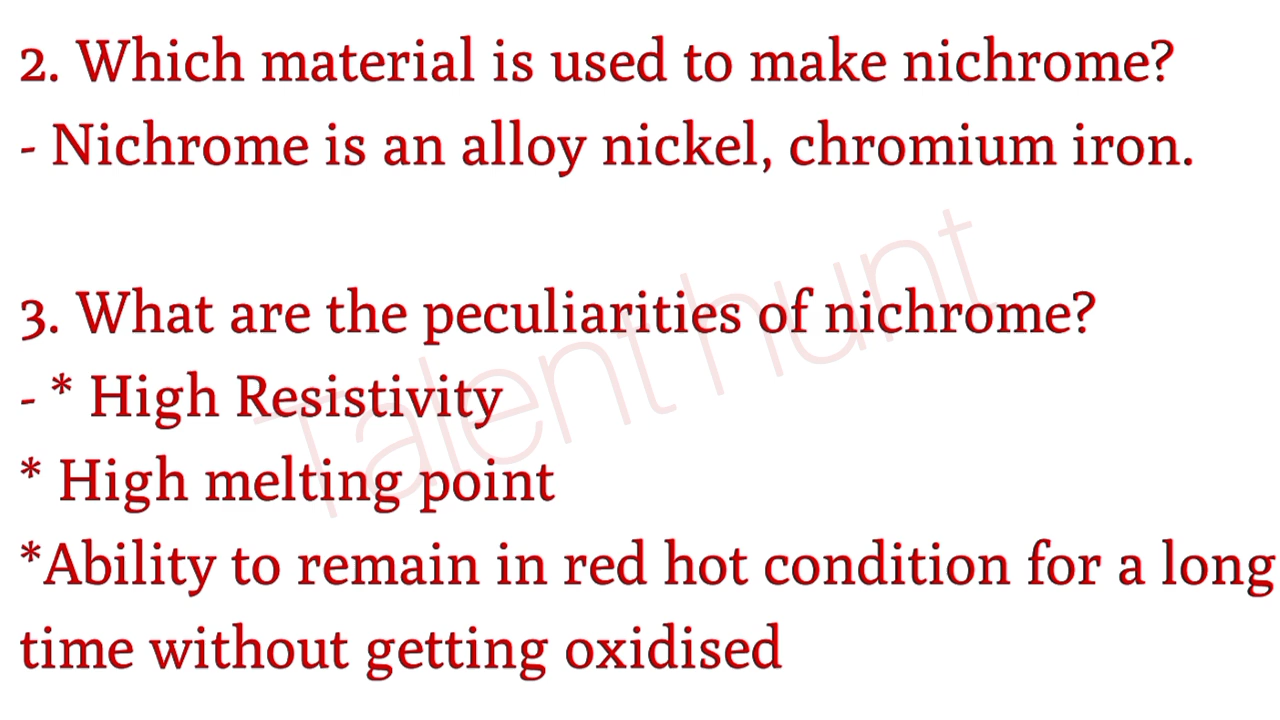 2. Which material is used to make nichrome?
- Nichrome is an alloy nickel, chromium iron.
3. What are the peculiarities of nichrome?
- * High Resistivity
* High melting point
*Ability to remain in red hot condition for a long
time without getting oxidised
Talent hunt